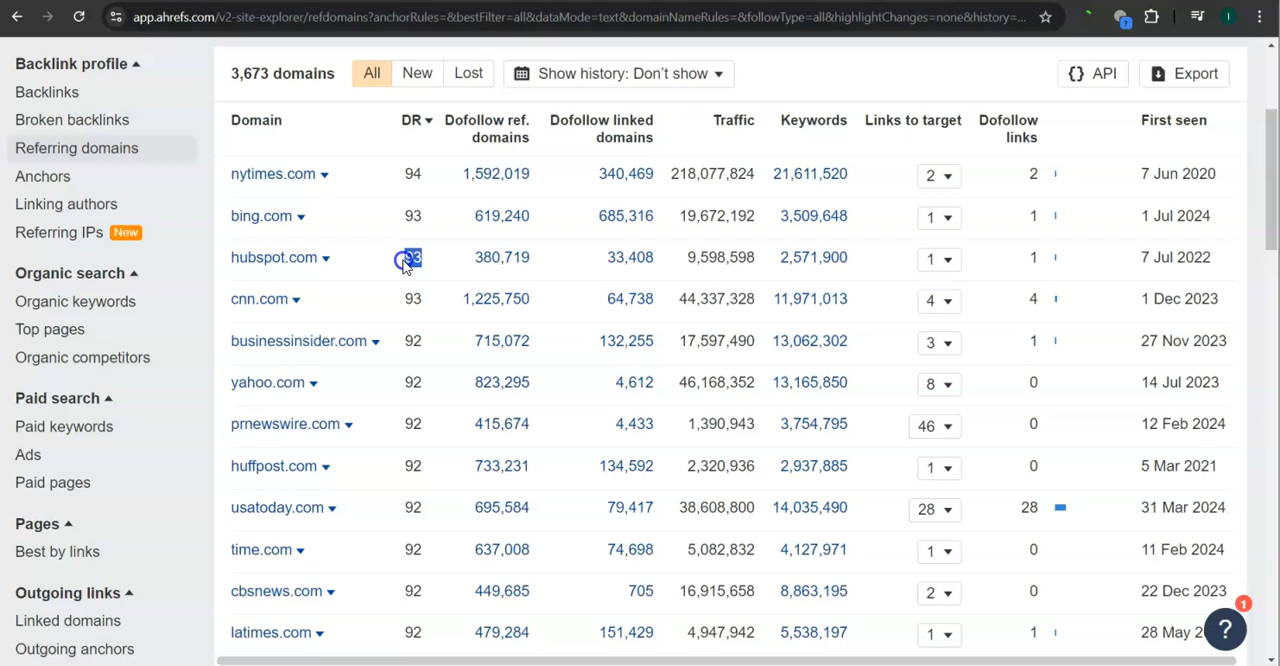 app.ahrefs.com/v2-site-explorer/refdomains?anchorRules=&bestFilter=all&dataMode=text&domainNameRules=&followType=all&highlightChanges=none&history=...
Backlink profile
Backlinks
Broken backlinks
Referring domains
Anchors
Linking authors
Referring IPs New
Organic search
Organic keywords
Top pages
Organic competitors
Paid search
Paid keywords
Ads
Paid pages
Pages
Best by links
Outgoing links
Linked domains
Outgoing anchors
3,673 domains All New Lost Show history: Don't show {} API Export
Domain DR Dofollow ref. domains Dofollow linked domains Traffic Keywords Links to target Dofollow links First seen
nytimes.com 94 1,592,019 340,469 218,077,824 21,611,520 2 2 7 Jun 2020
bing.com 93 619,240 685,316 19,672,192 3,509,648 1 1 1 Jul 2024
hubspot.com 93 380,719 33,408 9,598,598 2,571,900 1 1 7 Jul 2022
cnn.com 93 1,225,750 64,738 44,337,328 11,971,013 4 4 1 Dec 2023
businessinsider.com 92 715,072 132,255 17,597,490 13,062,302 3 1 27 Nov 2023
yahoo.com 92 823,295 4,612 46,168,352 13,165,850 8 0 14 Jul 2023
prnewswire.com 92 415,674 4,433 1,390,943 3,754,795 46 0 12 Feb 2024
huffpost.com 92 733,231 134,592 2,320,936 2,937,885 1 0 5 Mar 2021
usatoday.com 92 695,584 79,417 38,608,800 14,035,490 28 28 31 Mar 2024
time.com 92 637,008 74,698 5,082,832 4,127,971 1 0 11 Feb 2024
cbsnews.com 92 449,685 705 16,915,658 8,863,195 2 0 22 Dec 2023
latimes.com 92 479,284 151,429 4,947,942 5,538,197 1 1 28 May 2
? 1